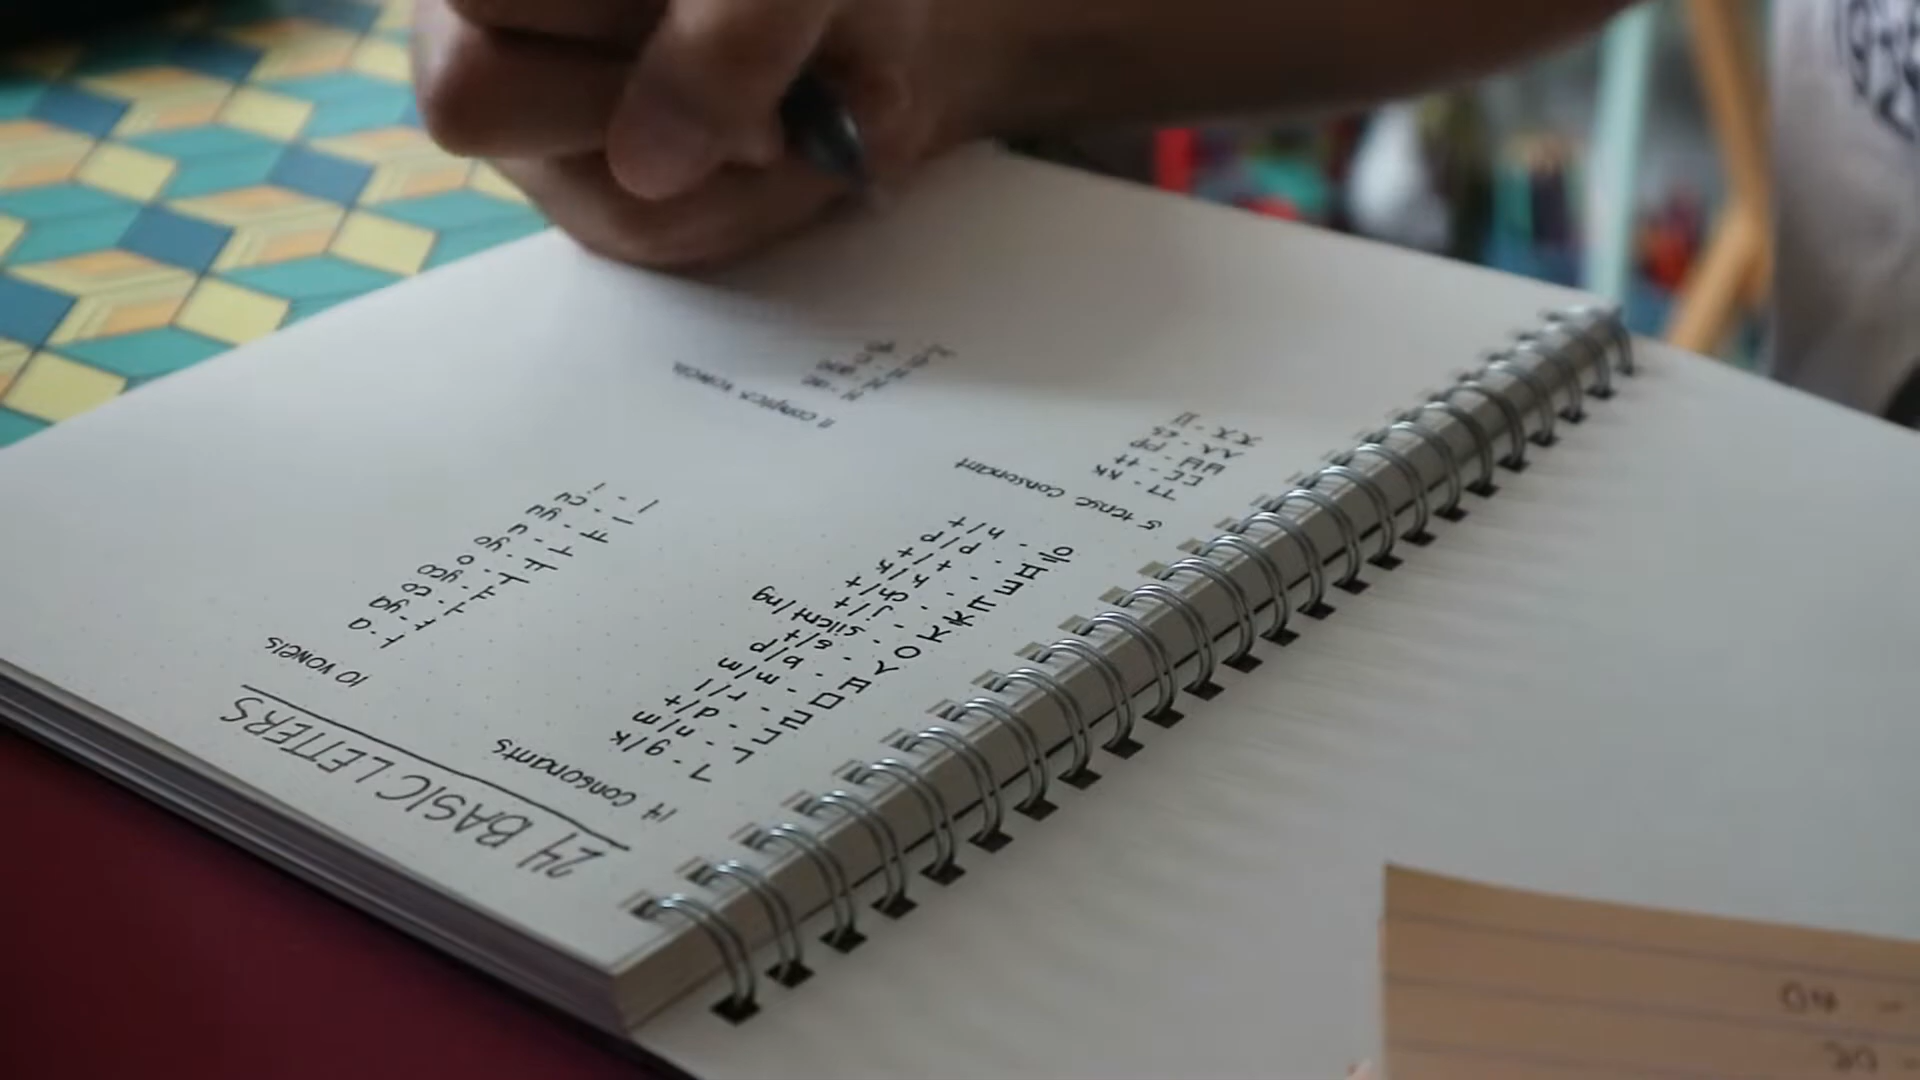 24 BASIC LETTERS
14 consonants
ㄱ - g/k
ㄴ - n/m
ㄷ - d/t
ㄹ - r/l
ㅁ - m/m
ㅂ - b/p
ㅅ - s/t
ㅇ - silent/ng
ㅈ - j/t
ㅊ - ch/t
ㅋ - k/k
ㅌ - t/t
ㅍ - p/p
ㅎ - h/t
10 vowels
ㅏ - a
ㅑ - ya
ㅓ - eo
ㅕ - yeo
ㅗ - o
ㅛ - yo
ㅜ - u
ㅠ - yu
ㅡ - eu
ㅣ - i
5 tense consonant
ㄲ - kk
ㄸ - tt
ㅃ - pp
ㅆ - ss
ㅉ - jj
11 complex vowels
ㅐ - ae